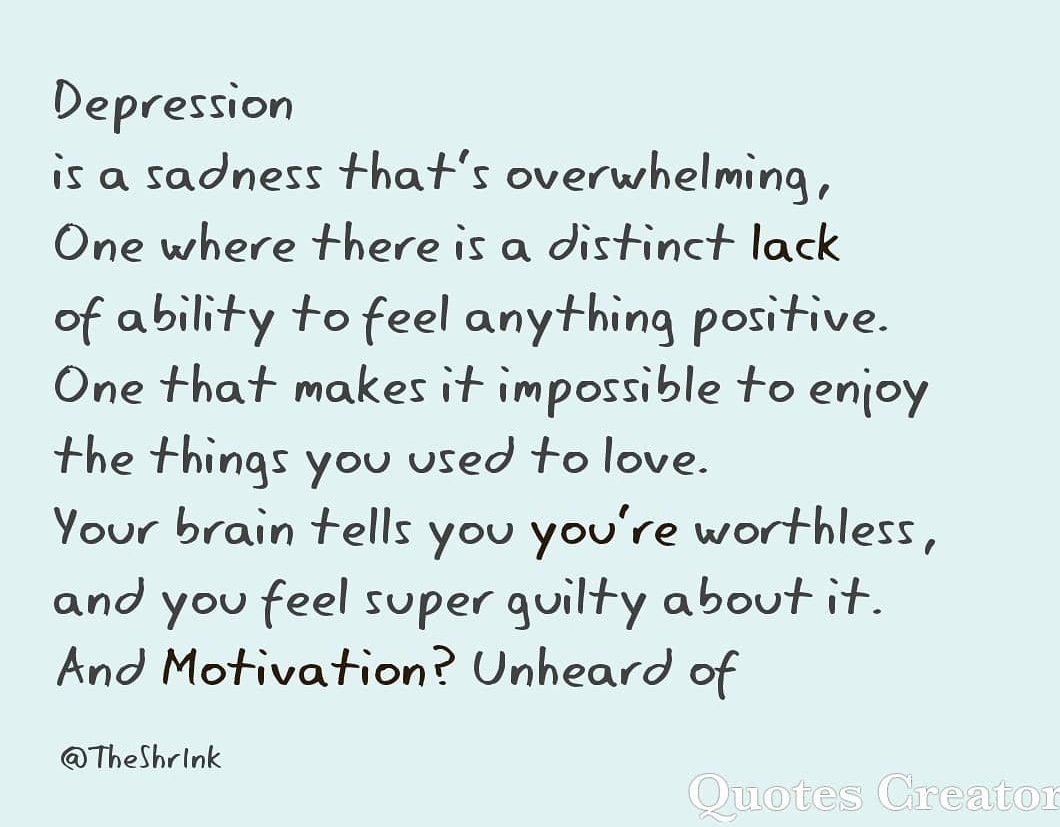 Depression
is a sadness that's overwhelming,
One where there is a distinct lack
of ability to feel anything positive.
One that makes it impossible to enjoy
the things you used to love.
Your brain tells you you're worthless,
and you feel super guilty about it.
And Motivation? Unheard of
@TheShrInk
Quotes Creator